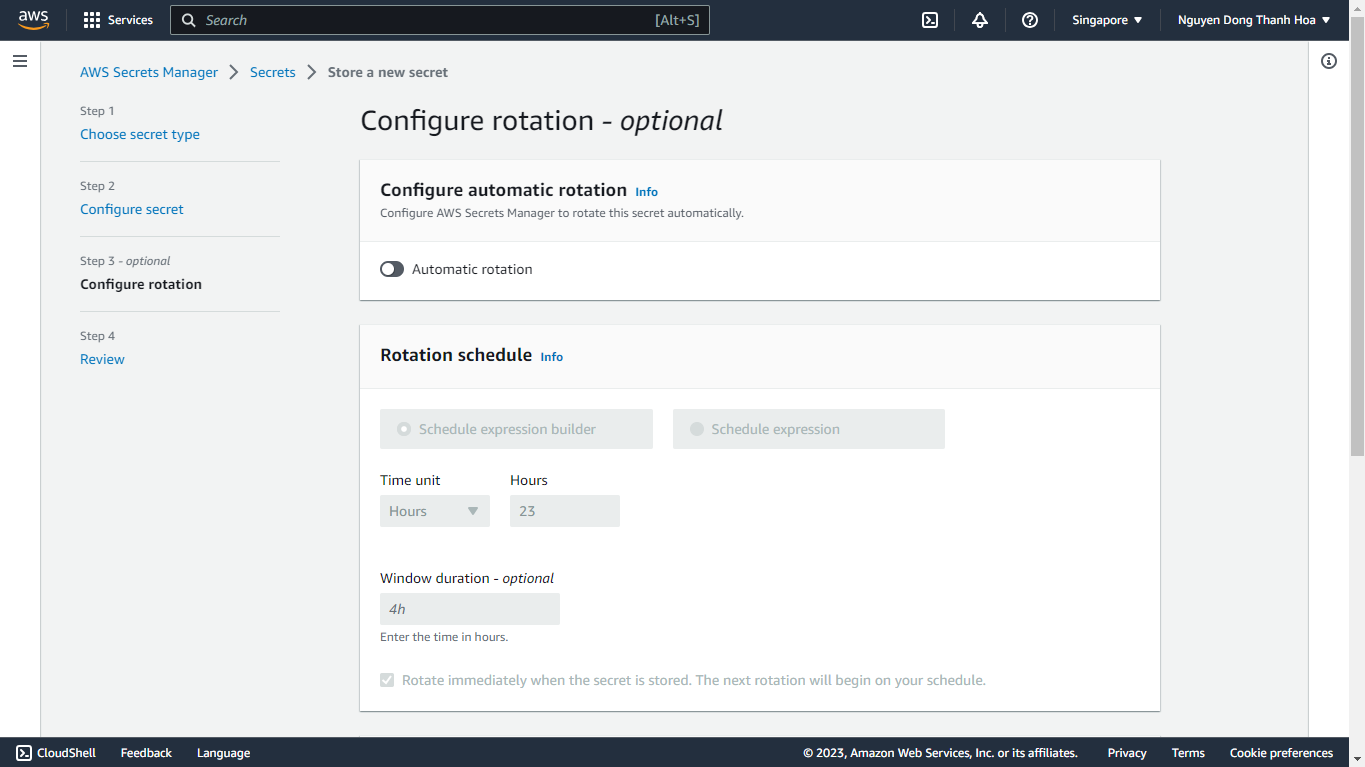 aws Services Search [Alt+S] Singapore ▼ Nguyen Dong Thanh Hoa ▼
AWS Secrets Manager > Secrets > Store a new secret
Step 1
Choose secret type
Step 2
Configure secret
Step 3 - optional
Configure rotation
Step 4
Review
Configure rotation - optional
Configure automatic rotation Info
Configure AWS Secrets Manager to rotate this secret automatically.
Automatic rotation
Rotation schedule Info
Schedule expression builder Schedule expression
Time unit Hours
Hours 23
Window duration - optional
4h
Enter the time in hours.
Rotate immediately when the secret is stored. The next rotation will begin on your schedule.
CloudShell Feedback Language © 2023, Amazon Web Services, Inc. or its affiliates. Privacy Terms Cookie preferences